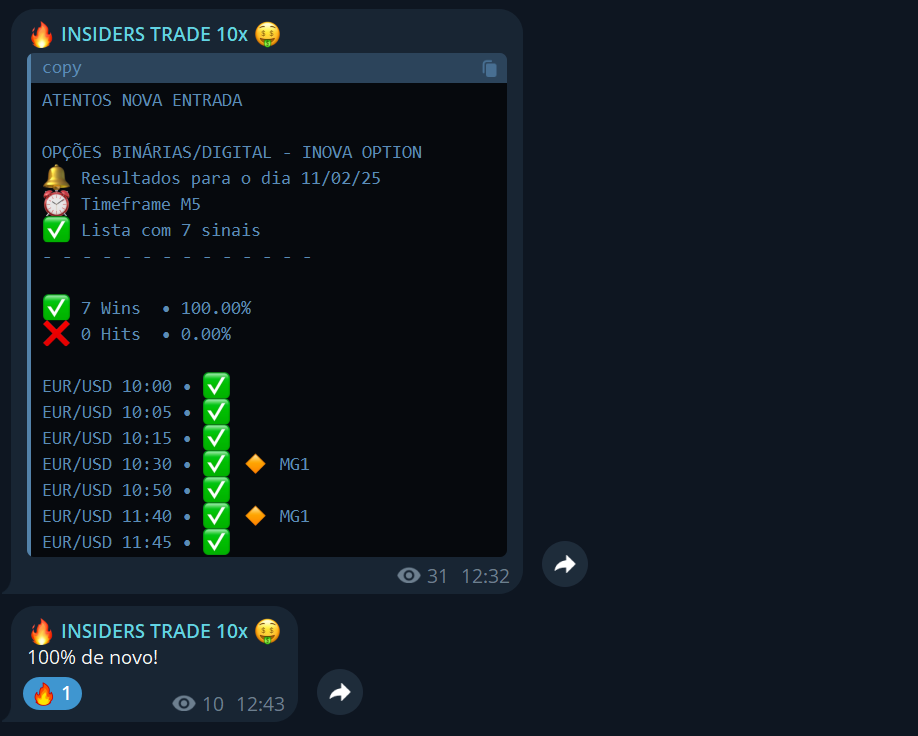 🔥 INSIDERS TRADE 10x 🤑
copy
ATENTOS NOVA ENTRADA
OPÇÕES BINÁRIAS/DIGITAL - INOVA OPTION
🔔 Resultados para o dia 11/02/25
⏰ Timeframe M5
✅ Lista com 7 sinais
- - - - - - - - - - - - - -
✅ 7 Wins • 100.00%
❌ 0 Hits • 0.00%
EUR/USD 10:00 • ✅
EUR/USD 10:05 • ✅
EUR/USD 10:15 • ✅
EUR/USD 10:30 • ✅ 🔶 MG1
EUR/USD 10:50 • ✅
EUR/USD 11:40 • ✅ 🔶 MG1
EUR/USD 11:45 • ✅
31 12:32
🔥 INSIDERS TRADE 10x 🤑
100% de novo!
🔥 1
10 12:43